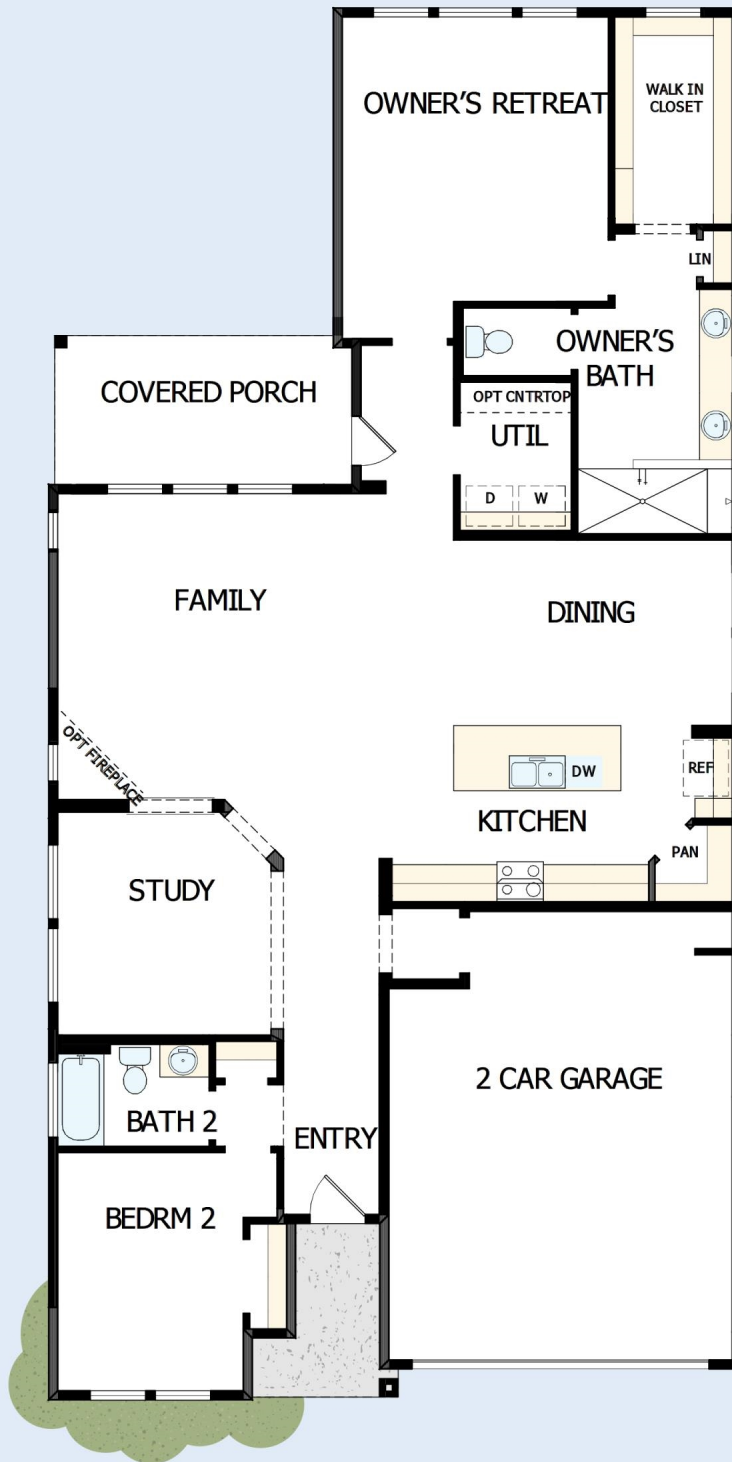 OWNER'S RETREAT
WALK IN
CLOSET
LIN
OWNER'S
BATH
COVERED PORCH
OPT CNTRTOP
UTIL
D
W
FAMILY
DINING
OPT FIREPLACE
DW
REF
KITCHEN
PAN
STUDY
2 CAR GARAGE
BATH 2
ENTRY
BEDRM 2